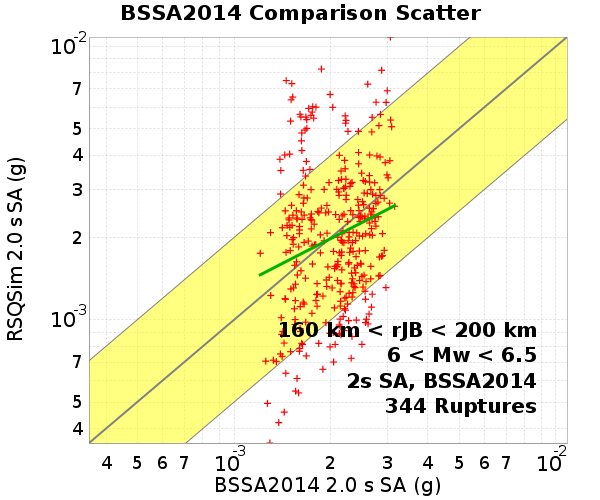 BSSA2014 Comparison Scatter
10-2
7
5
4
3
2
10-3
7
5
4
RSQSim 2.0 s SA (g)
160 km < rJB < 200 km
6 < Mw < 6.5
2s SA, BSSA2014
344 Ruptures
4 5 6 7 10-3 2 3 4 5 6 7 10-2
BSSA2014 2.0 s SA (g)